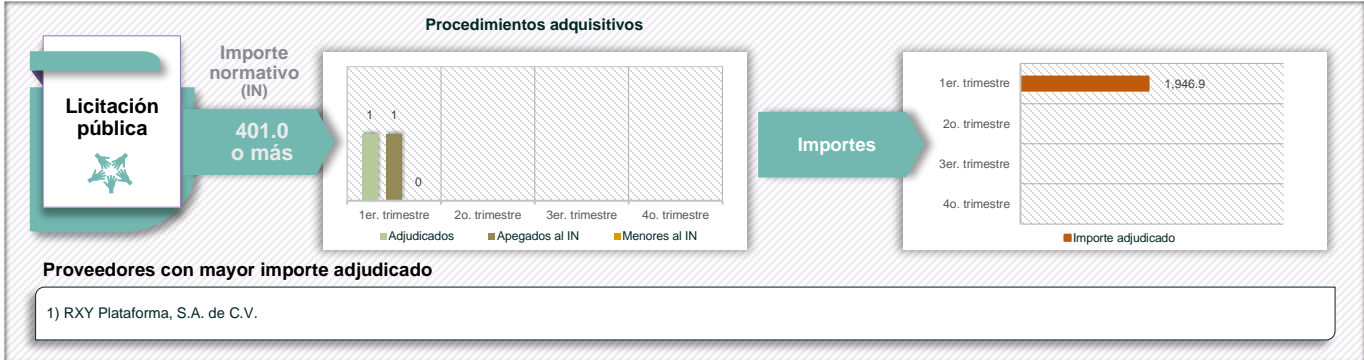 Procedimientos adquisitivos
Licitación
pública
Importe
normativo
(IN)
401.0
o más
1 1
0
1er. trimestre 2o. trimestre 3er. trimestre 4o. trimestre
Adjudicados Apegados al IN Menores al IN
Importes
1er. trimestre 1,946.9
2o. trimestre
3er. trimestre
4o. trimestre
Importe adjudicado
Proveedores con mayor importe adjudicado
1) RXY Plataforma, S.A. de C.V.